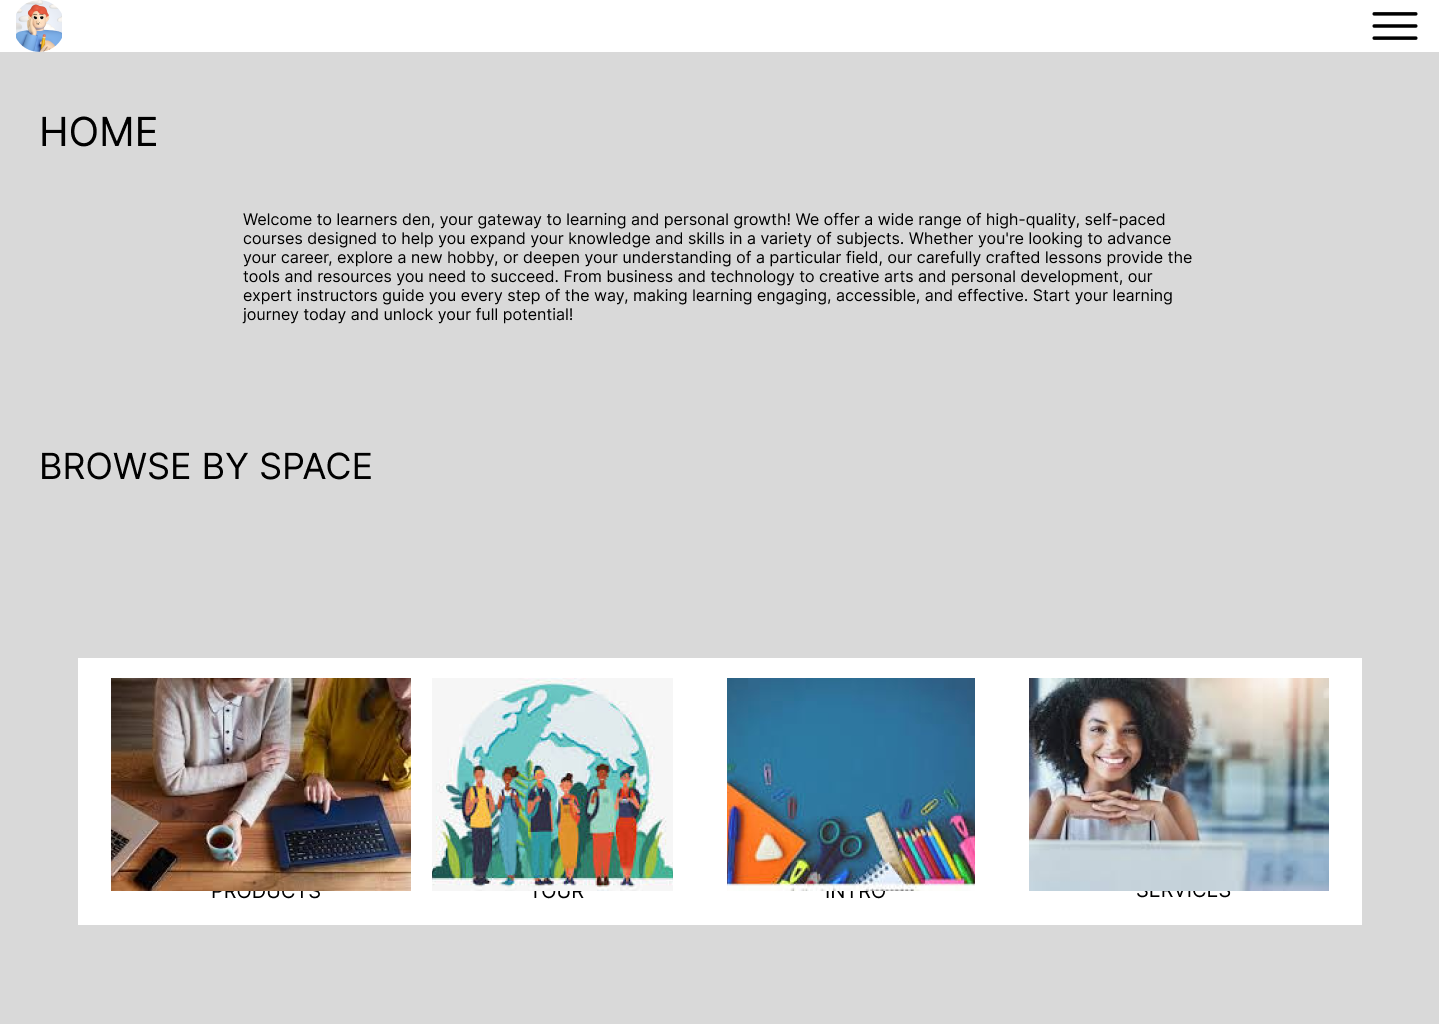 HOME
Welcome to learners den, your gateway to learning and personal growth! We offer a wide range of high-quality, self-paced
courses designed to help you expand your knowledge and skills in a variety of subjects. Whether you're looking to advance
your career, explore a new hobby, or deepen your understanding of a particular field, our carefully crafted lessons provide the
tools and resources you need to succeed. From business and technology to creative arts and personal development, our
expert instructors guide you every step of the way, making learning engaging, accessible, and effective. Start your learning
journey today and unlock your full potential!
BROWSE BY SPACE
PRODUCTS
TOUR
INTRO
SERVICES